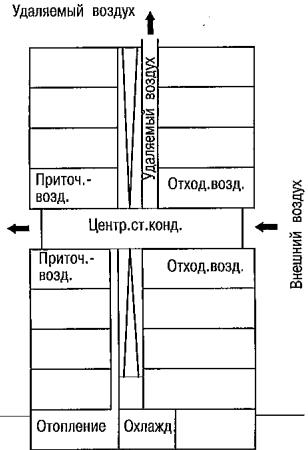 Удаляемый воздух
Удаляемый воздух
Приточ.-
возд.
Отход.возд.
Центр.ст.конд.
Внешний воздух
Приточ.-
возд.
Отход.возд.
Отопление
Охлажд.